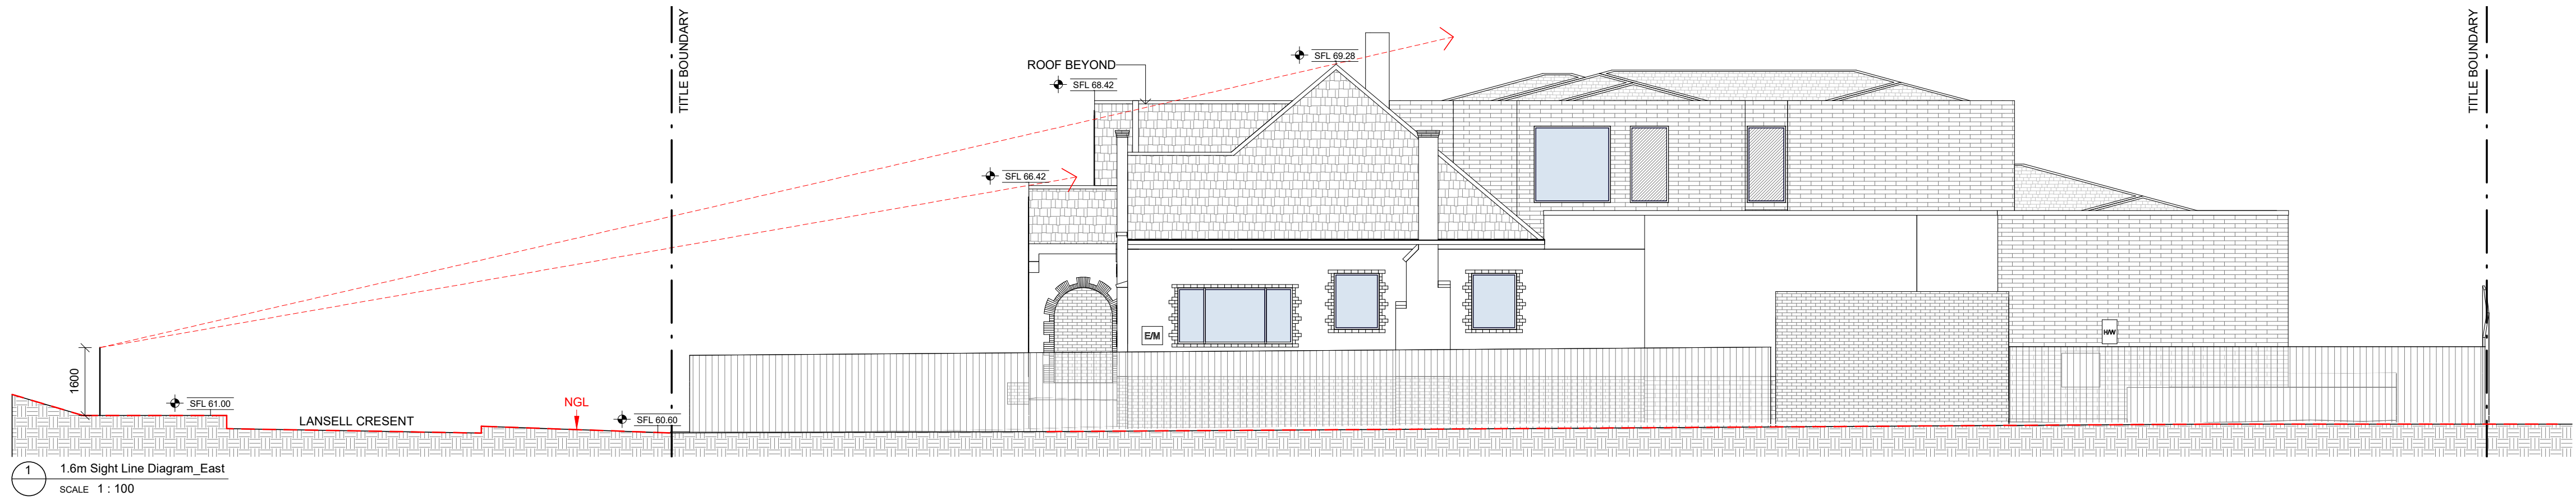 TITLE BOUNDARY
TITLE BOUNDARY
SFL 69.28
ROOF BEYOND
SFL 68.42
SFL 66.42
E/M
H/W
1600
SFL 61.00
LANSELL CRESENT
NGL
SFL 60.60
1
1.6m Sight Line Diagram_East
SCALE 1 : 100